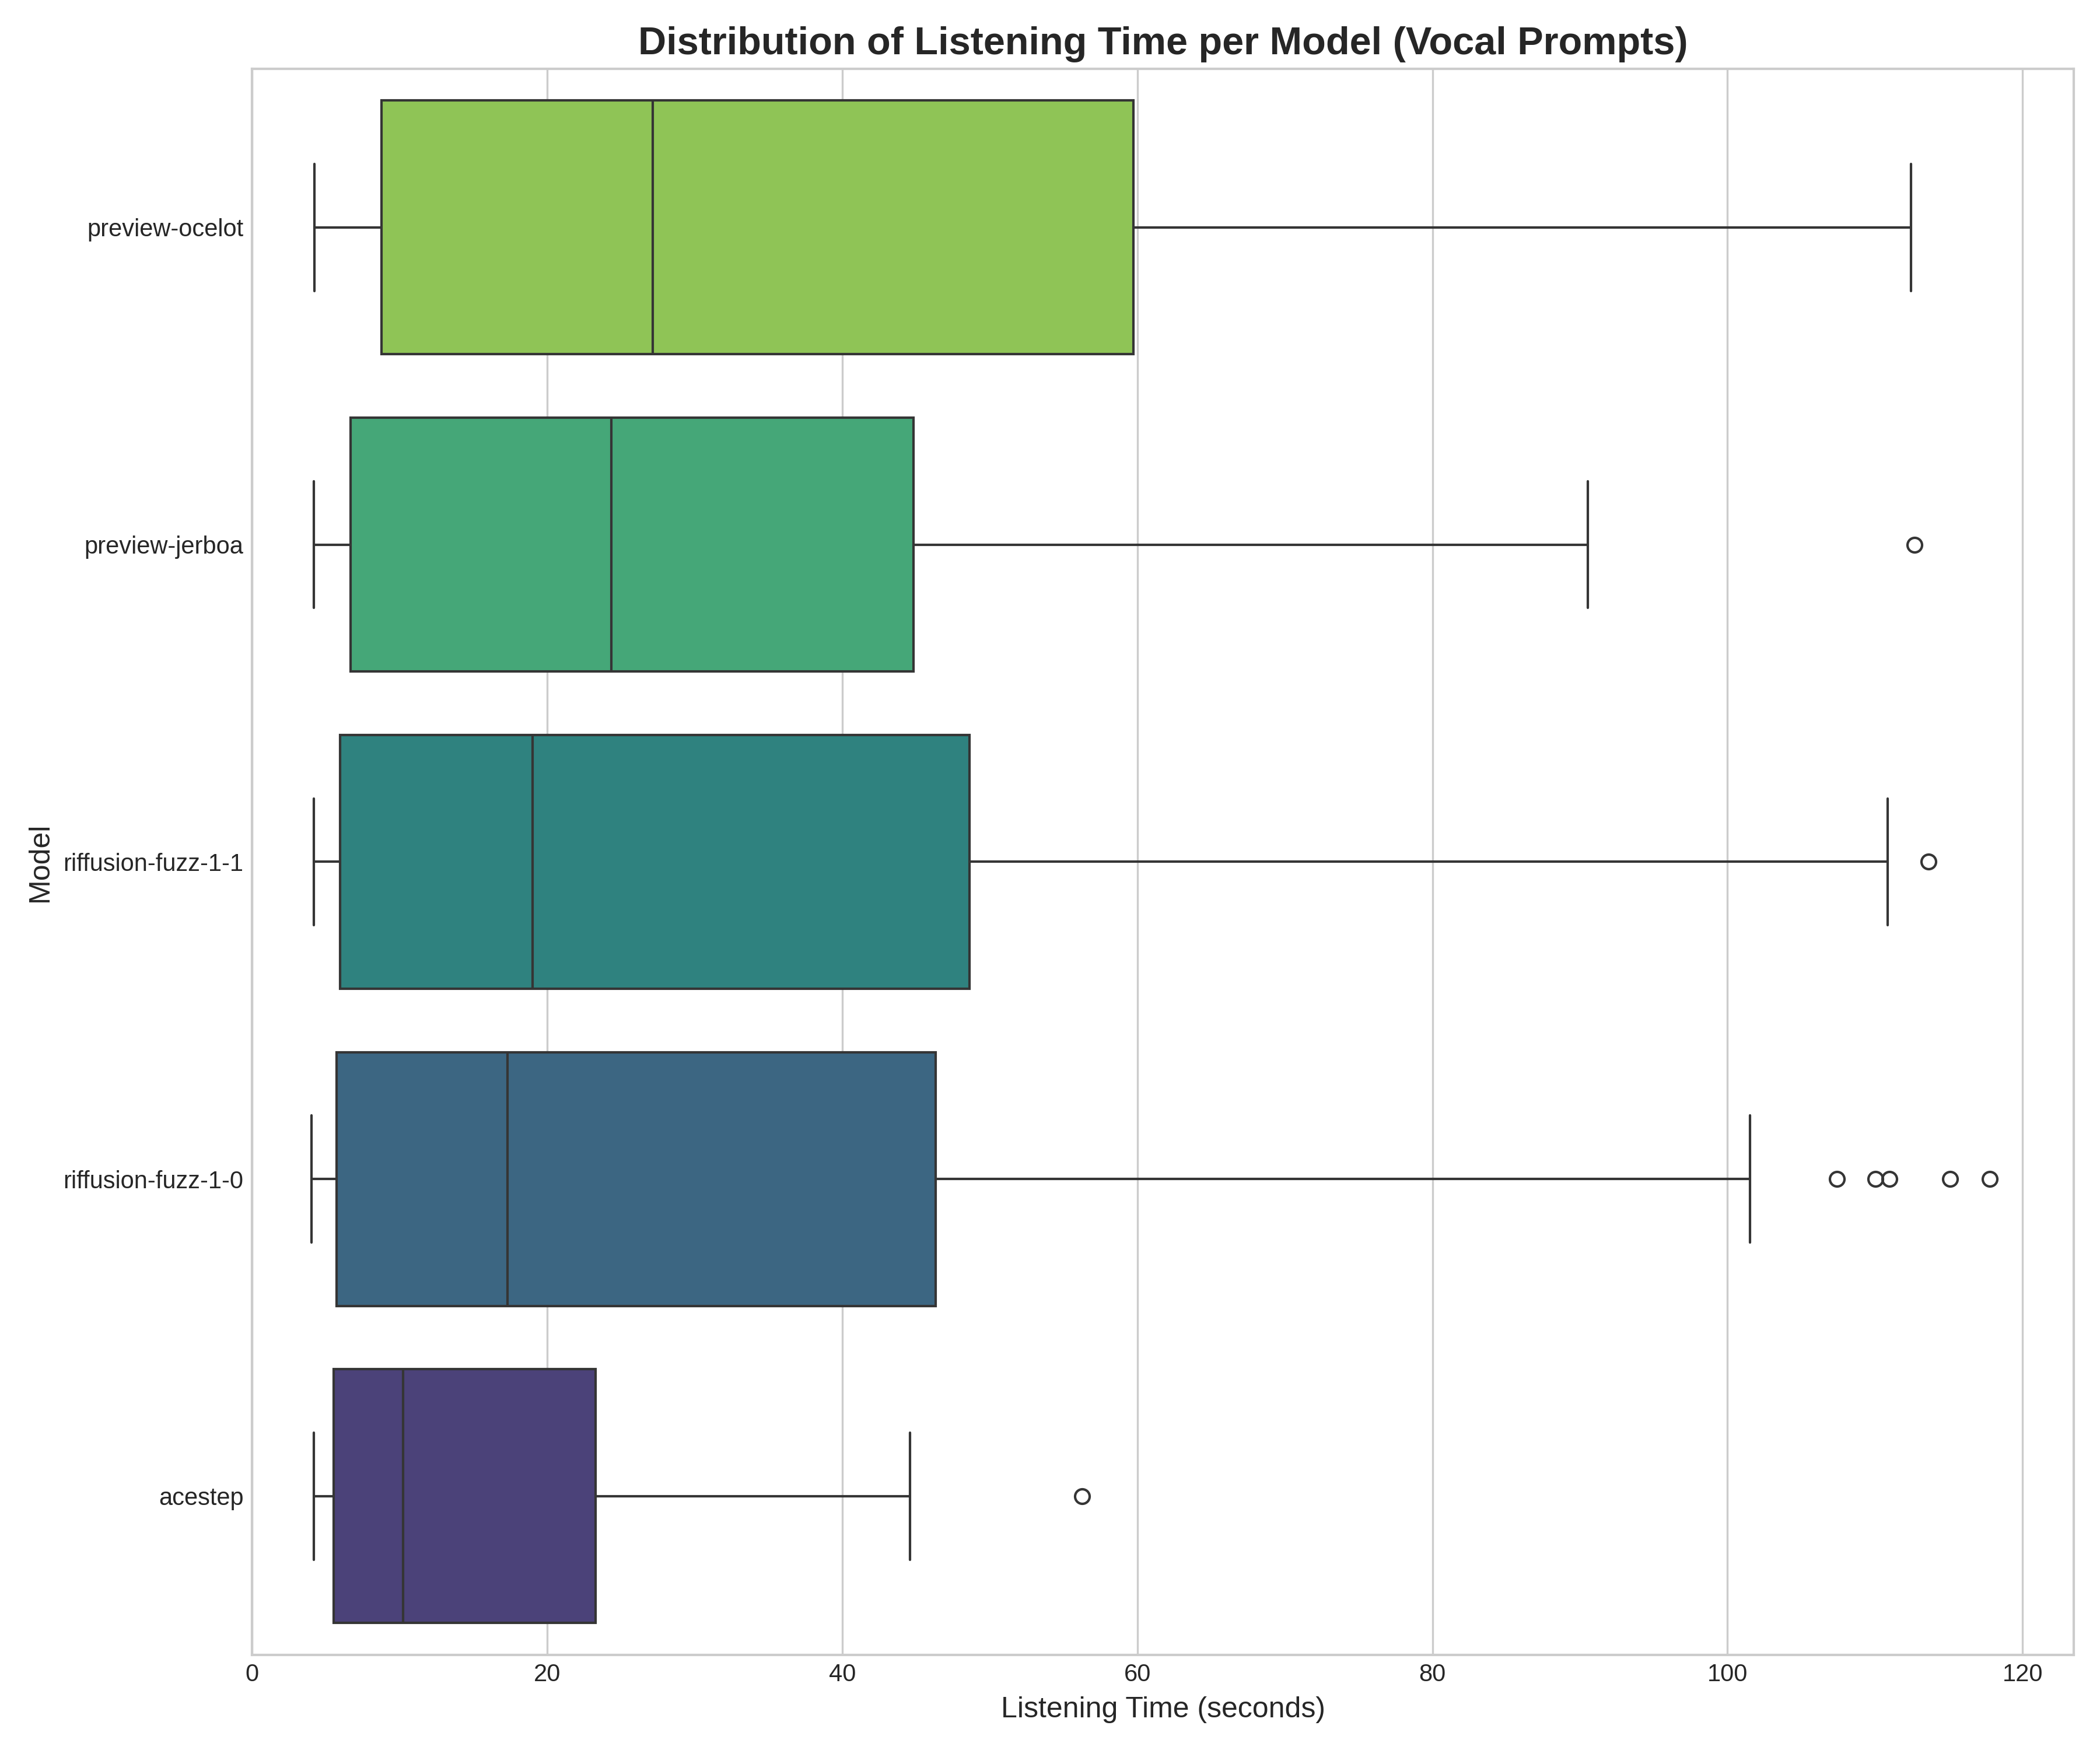 Distribution of Listening Time per Model (Vocal Prompts)
preview-ocelot
preview-jerboa
riffusion-fuzz-1-1
riffusion-fuzz-1-0
acestep
Model
0 20 40 60 80 100 120
Listening Time (seconds)